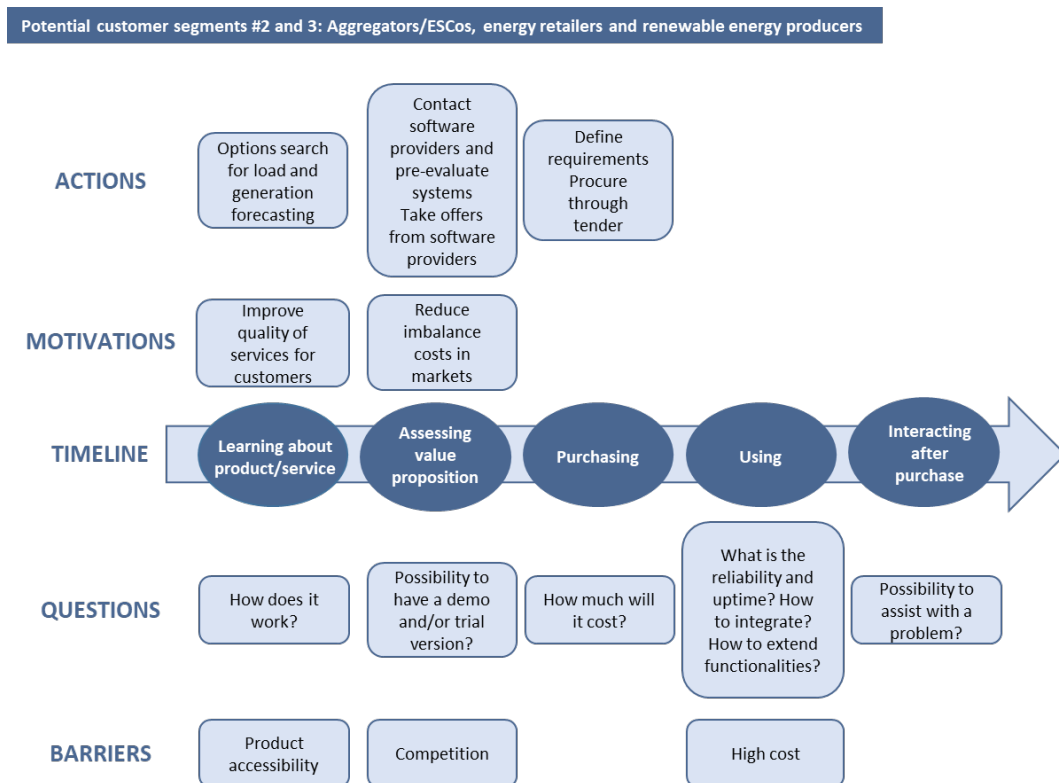 Potential customer segments #2 and 3: Aggregators/ESCos, energy retailers and renewable energy producers
ACTIONS
Options search
for load and
generation
forecasting
Contact
software
providers and
pre-evaluate
systems
Take offers
from software
providers
Define
requirements
Procure
through
tender
MOTIVATIONS
Improve
quality of
services for
customers
Reduce
imbalance
costs in
markets
TIMELINE
Learning about
product/service
Assessing
value
proposition
Purchasing
Using
Interacting
after
purchase
QUESTIONS
How does it
work?
Possibility to
have a demo
and/or trial
version?
How much will
it cost?
What is the
reliability and
uptime? How
to integrate?
How to extend
functionalities?
Possibility to
assist with a
problem?
BARRIERS
Product
accessibility
Competition
High cost